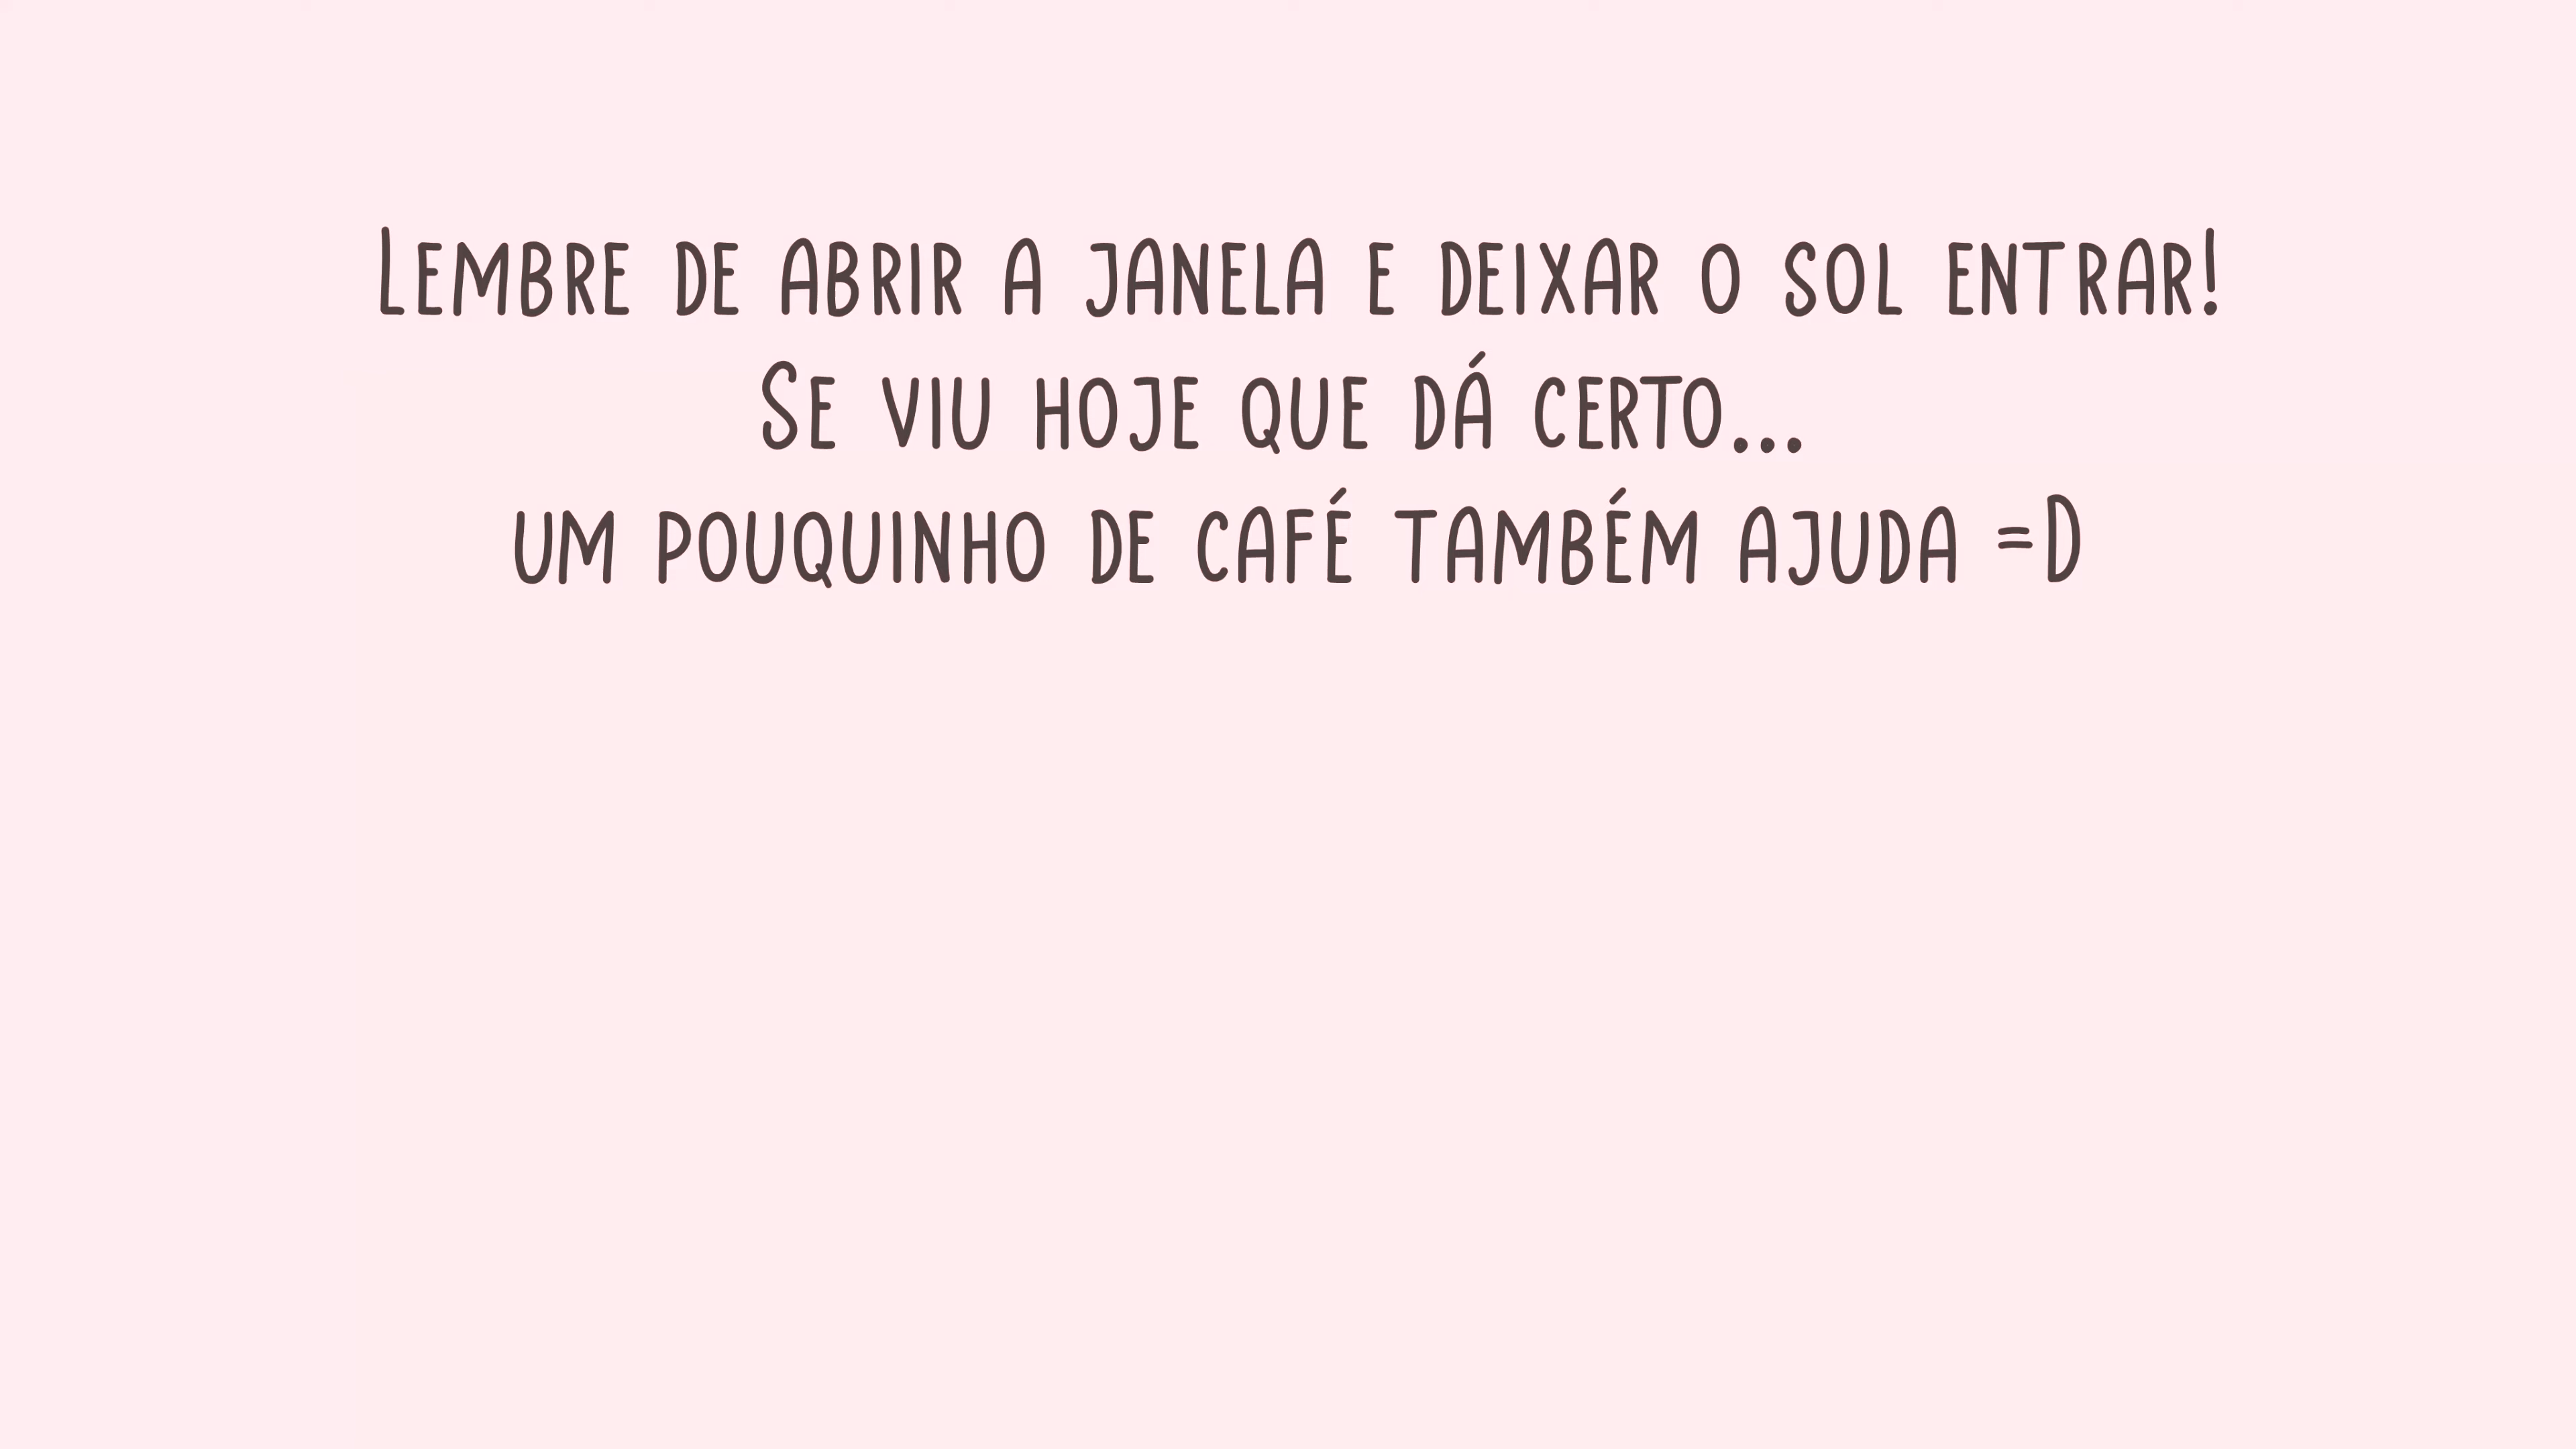 Lembre de abrir a janela e deixar o sol entrar!
Se viu hoje que dá certo...
um pouquinho de café também ajuda =D